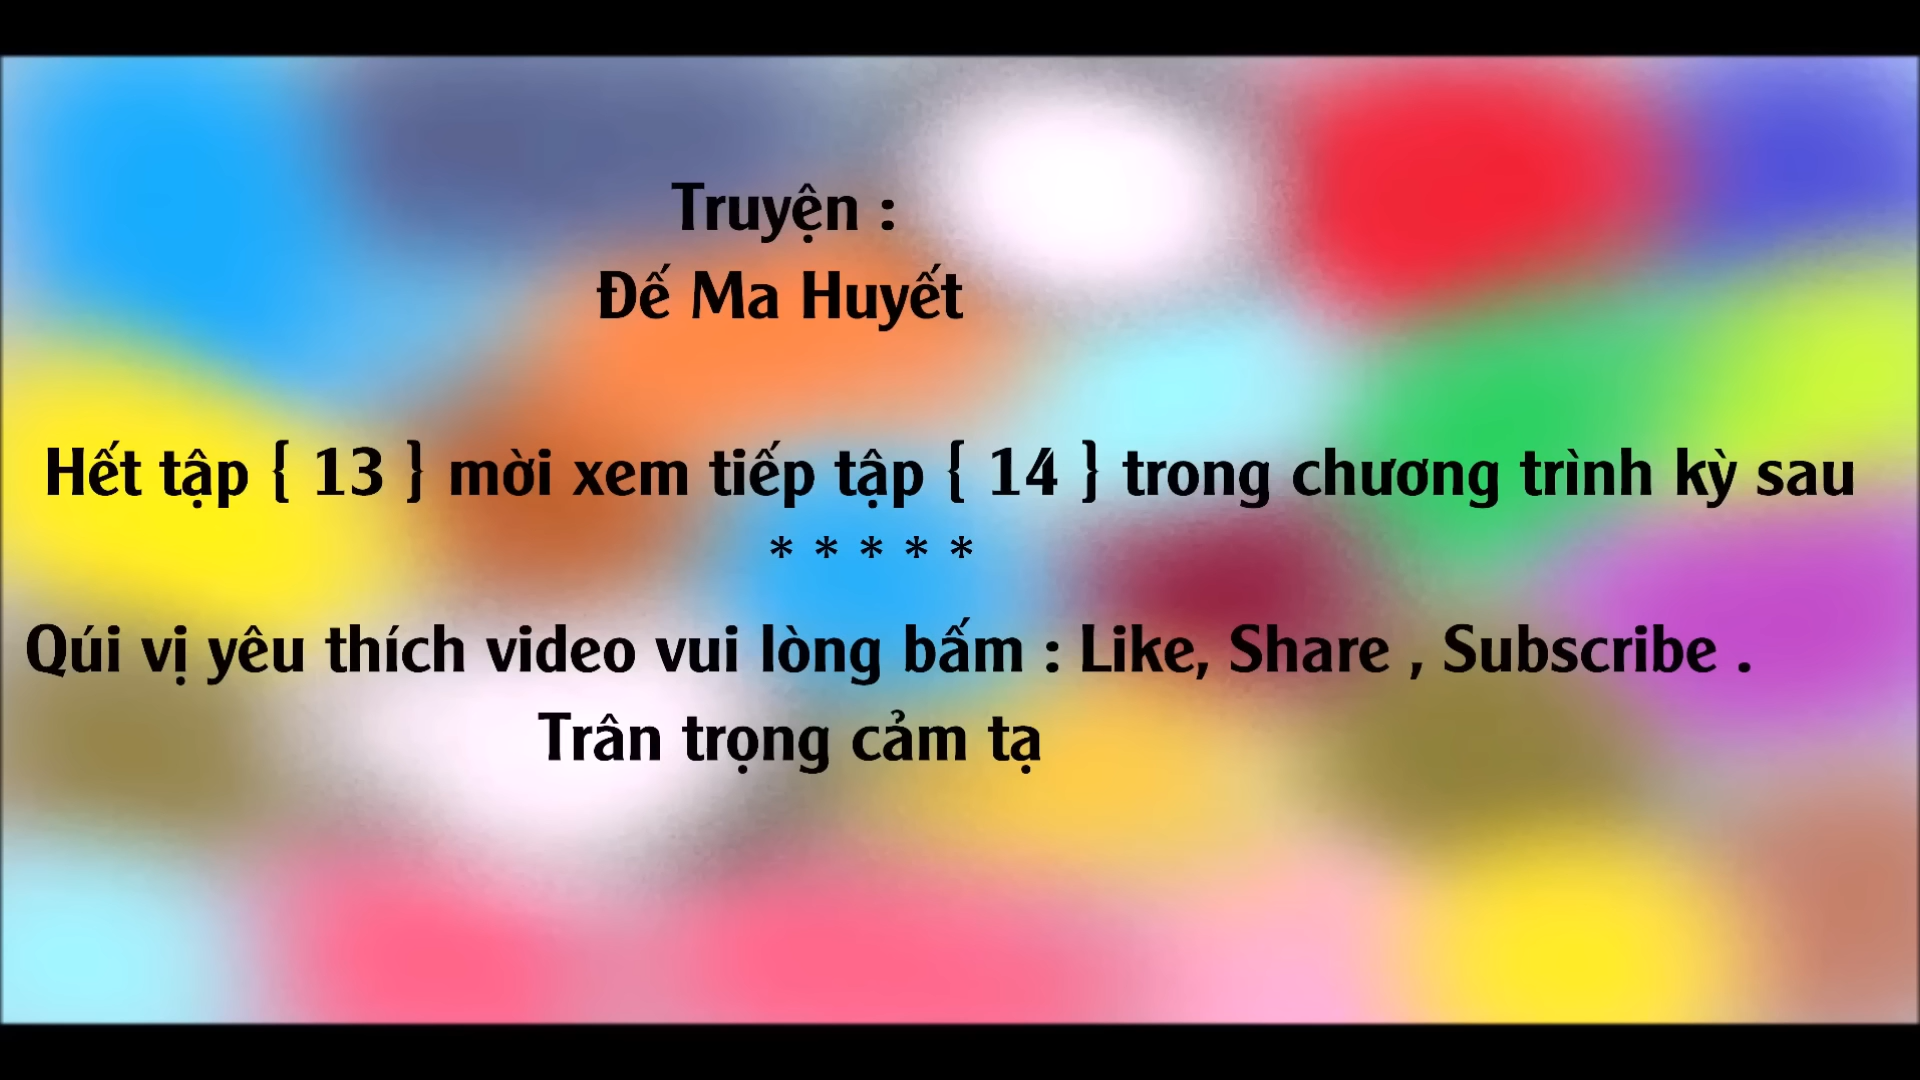 Truyện :
Đế Ma Huyết
Hết tập { 13 } mời xem tiếp tập { 14 } trong chương trình kỳ sau
* * * * *
Qúi vị yêu thích video vui lòng bấm : Like, Share , Subscribe .
Trân trọng cảm tạ